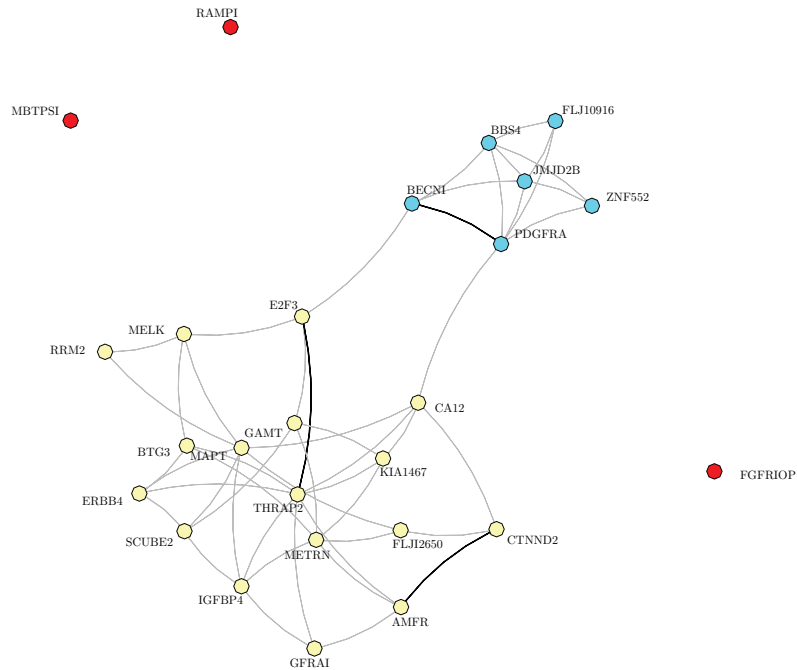 RAMPI
MBTPSI
FLJ10916
BBS4
JMJD2B
BECNI
ZNF552
PDGFRA
E2F3
MELK
RRM2
CA12
GAMT
BTG3
MAPT
KIA1467
FGFRIOP
ERBB4
THRAP2
SCUBE2
FLJI2650
CTNND2
METRN
IGFBP4
AMFR
GFRAI